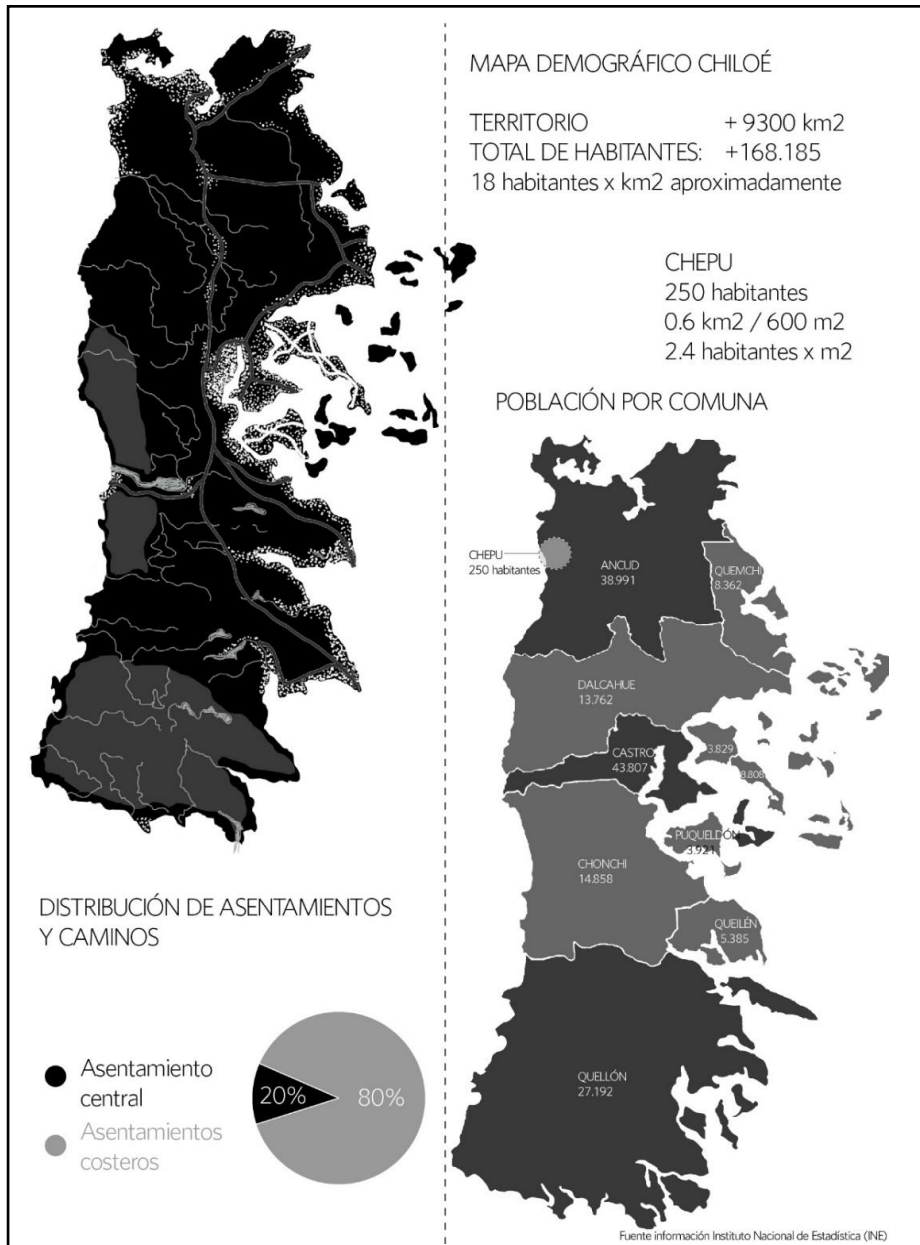 MAPA DEMOGRÁFICO CHILOÉ
TERRITORIO + 9300 km2
TOTAL DE HABITANTES: +168.185
18 habitantes x km2 aproximadamente
CHEPU
250 habitantes
0.6 km2 / 600 m2
2.4 habitantes x m2
POBLACIÓN POR COMUNA
CHEPU
250 habitantes
ANCUD
38.991
QUEMCHI
8.362
DALCAHUE
13.762
CASTRO
43.807
3.829
8.808
PUQUELDÓN
3.921
CHONCHI
14.858
QUEILÉN
5.385
QUELLÓN
27.192
DISTRIBUCIÓN DE ASENTAMIENTOS
Y CAMINOS
Asentamiento
central
Asentamientos
costeros
20%
80%
Fuente información Instituto Nacional de Estadística (INE)